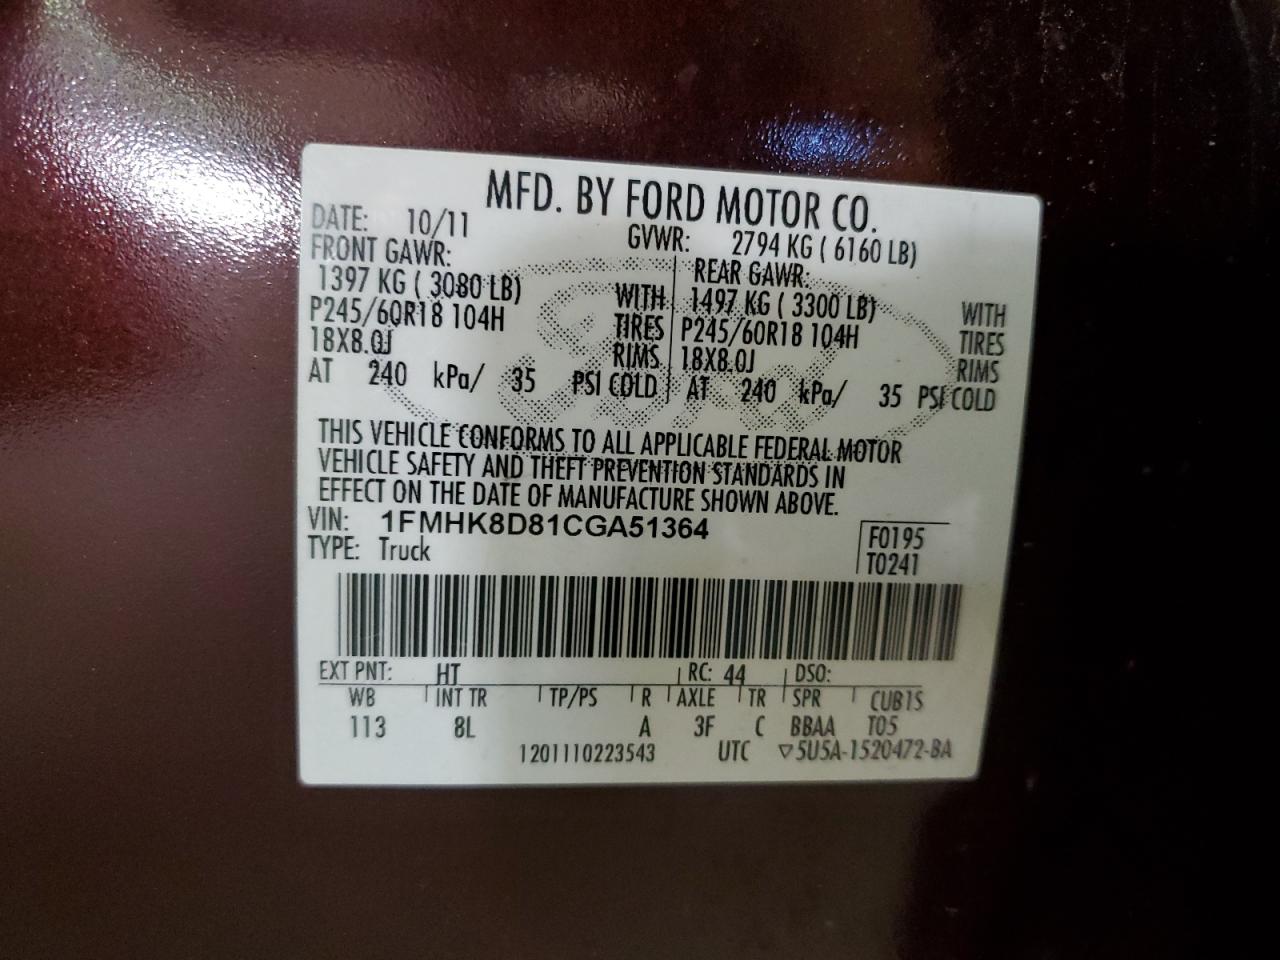 MFD. BY FORD MOTOR CO.
DATE: 10/11 GVWR: 2794 KG ( 6160 LB)
FRONT GAWR: REAR GAWR:
1397 KG ( 3080 LB) WITH 1497 KG ( 3300 LB) WITH
P245/60R18 104H TIRES P245/60R18 104H TIRES
18X8.0J RIMS 18X8.0J RIMS
AT 240 kPa/ 35 PSI COLD AT 240 kPa/ 35 PSI COLD
Ford
THIS VEHICLE CONFORMS TO ALL APPLICABLE FEDERAL MOTOR
VEHICLE SAFETY AND THEFT PREVENTION STANDARDS IN
EFFECT ON THE DATE OF MANUFACTURE SHOWN ABOVE.
VIN: 1FMHK8D81CGA51364 F0195
TYPE: Truck T0241
EXT PNT: HT RC: 44 DSO:
WB INT TR TP/PS R AXLE TR SPR CUB1S
113 8L A 3F C BBAA T05
1201110223543 UTC ▽5U5A-1520472-BA